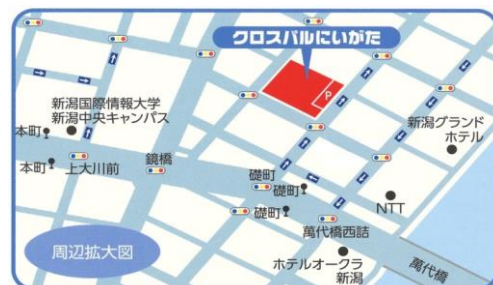 クロスパルにいがた
P
新潟国際情報大学
新潟中央キャンパス
本町
本町
上大川前
鏡橋
礎町
礎町
礎町
新潟グランド
ホテル
NTT
萬代橋西詰
ホテルオークラ
新潟
萬代橋
周辺拡大図